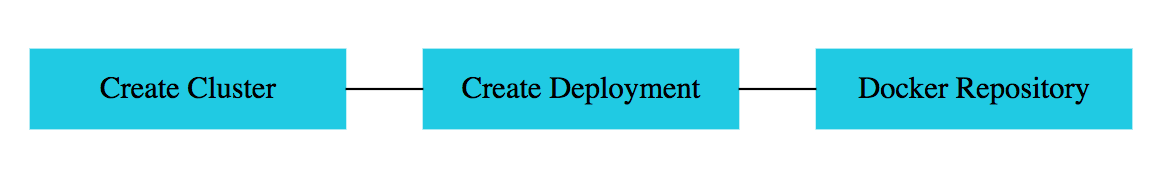 Create Cluster
Create Deployment
Docker Repository